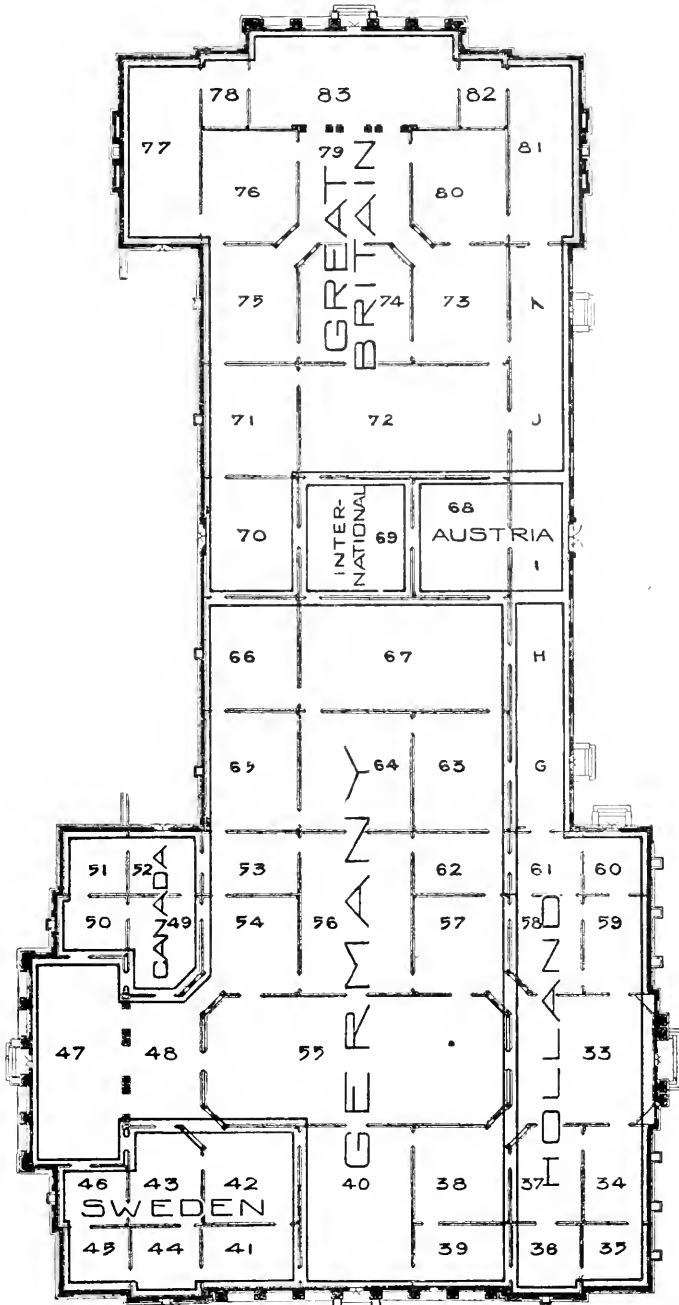 78 83 82
77 79 81
76 80
GREAT
BRITAIN
75 74 73
71 72 J
70 INTER-
NATIONAL 69
68
AUSTRIA
I
66 67 H
65 64 63 G
51 52 53 62 61 60
50 49 54 56 57 58 59
CANADA
GERMANY
HOLLAND
47 48 55 33
46 43 42 40 38 37 34
SWEDEN
45 44 41 39 36 35